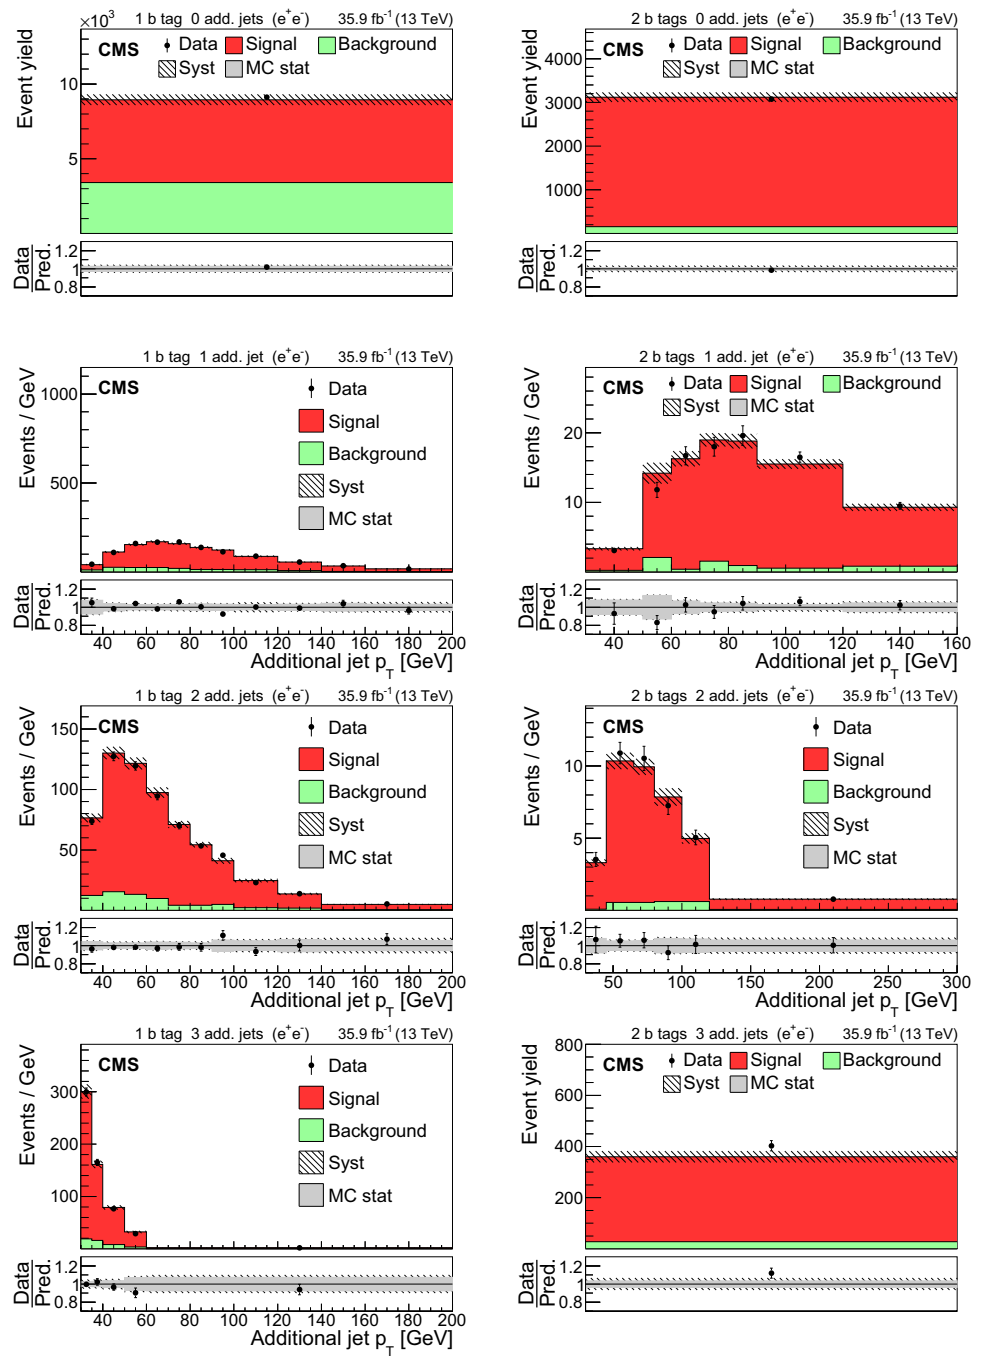 1 b tag 0 add. jets (e⁺e⁻) 35.9 fb⁻¹ (13 TeV)
×10³
CMS
Data
Signal
Background
Syst
MC stat
Event yield
10
5
Data
Pred.
1.2
1
0.8
2 b tags 0 add. jets (e⁺e⁻) 35.9 fb⁻¹ (13 TeV)
CMS
Data
Signal
Background
Syst
MC stat
Event yield
4000
3000
2000
1000
Data
Pred.
1.2
1
0.8
1 b tag 1 add. jet (e⁺e⁻) 35.9 fb⁻¹ (13 TeV)
CMS
Data
Signal
Background
Syst
MC stat
Events / GeV
1000
500
Data
Pred.
1.2
1
0.8
40 60 80 100 120 140 160 180 200
Additional jet p_T [GeV]
2 b tags 1 add. jet (e⁺e⁻) 35.9 fb⁻¹ (13 TeV)
CMS
Data
Signal
Background
Syst
MC stat
Events / GeV
20
10
Data
Pred.
1.2
1
0.8
40 60 80 100 120 140 160
Additional jet p_T [GeV]
1 b tag 2 add. jets (e⁺e⁻) 35.9 fb⁻¹ (13 TeV)
CMS
Data
Signal
Background
Syst
MC stat
Events / GeV
150
100
50
Data
Pred.
1.2
1
0.8
40 60 80 100 120 140 160 180 200
Additional jet p_T [GeV]
2 b tags 2 add. jets (e⁺e⁻) 35.9 fb⁻¹ (13 TeV)
CMS
Data
Signal
Background
Syst
MC stat
Events / GeV
10
5
Data
Pred.
1.2
1
0.8
50 100 150 200 250 300
Additional jet p_T [GeV]
1 b tag 3 add. jets (e⁺e⁻) 35.9 fb⁻¹ (13 TeV)
CMS
Data
Signal
Background
Syst
MC stat
Events / GeV
300
200
100
Data
Pred.
1.2
1
0.8
40 60 80 100 120 140 160 180 200
Additional jet p_T [GeV]
2 b tags 3 add. jets (e⁺e⁻) 35.9 fb⁻¹ (13 TeV)
CMS
Data
Signal
Background
Syst
MC stat
Event yield
800
600
400
200
Data
Pred.
1.2
1
0.8